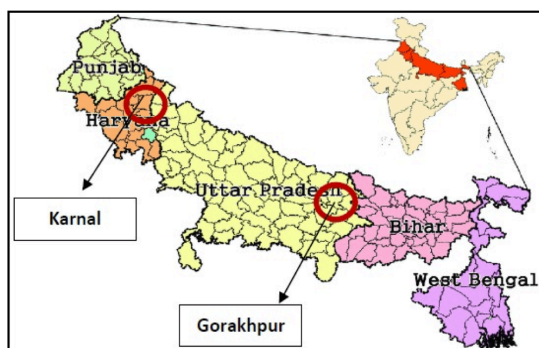 Punjab
Haryana
Uttar Pradesh
Bihar
West Bengal
Karnal
Gorakhpur